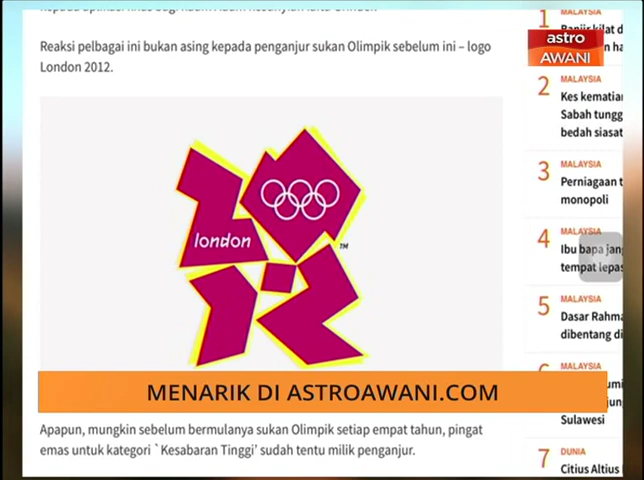 Reaksi pelbagai ini bukan asing kepada penganjur sukan Olimpik sebelum ini – logo
London 2012.
london
TM
MENARIK DI ASTROAWANI.COM
Apapun, mungkin sebelum bermulanya sukan Olimpik setiap empat tahun, pingat
emas untuk kategori `Kesabaran Tinggi' sudah tentu milik penganjur.
astro
AWANI
1 MALAYSIA
Banjir kilat d
2 MALAYSIA
Kes kematian
Sabah tungg
bedah siasat
3 MALAYSIA
Perniagaan t
monopoli
4 MALAYSIA
Ibu bapa jang
tempat lepas
5 MALAYSIA
Dasar Rahma
dibentang di
6 MALAYSIA
Sulawesi
7 DUNIA
Citius Altius